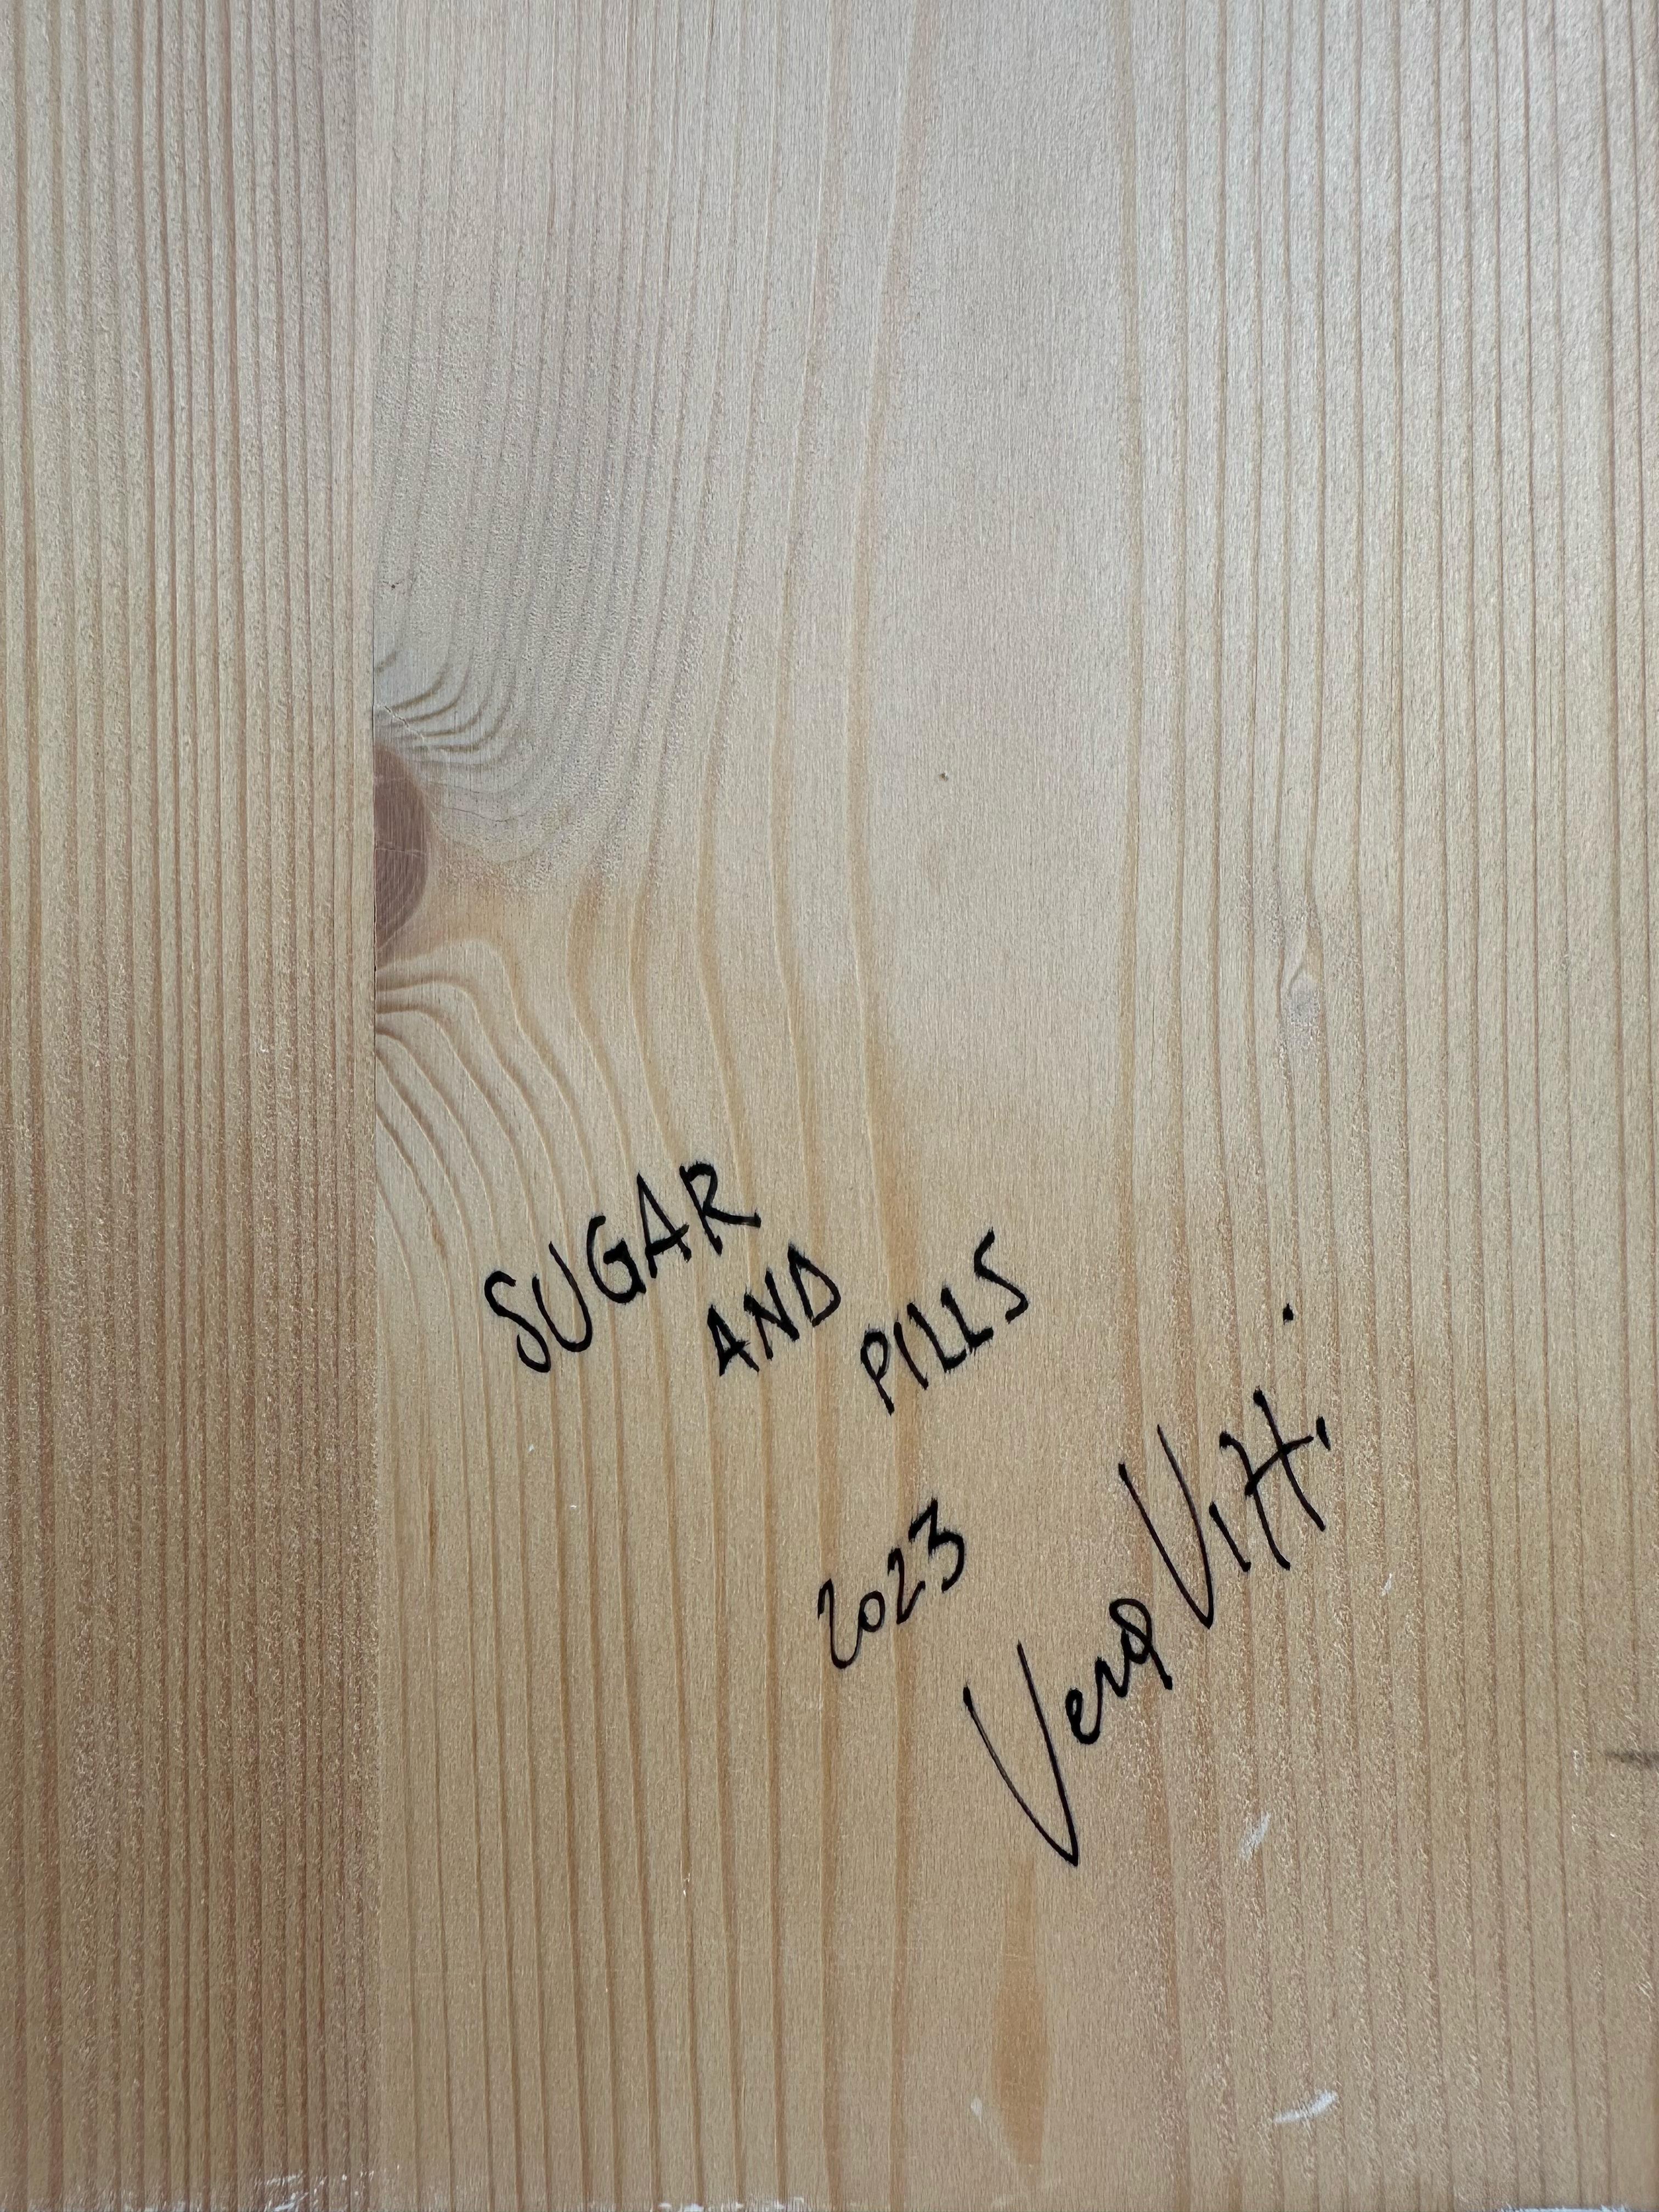 SUGAR
AND
PILLS
2023
Vera Vitti